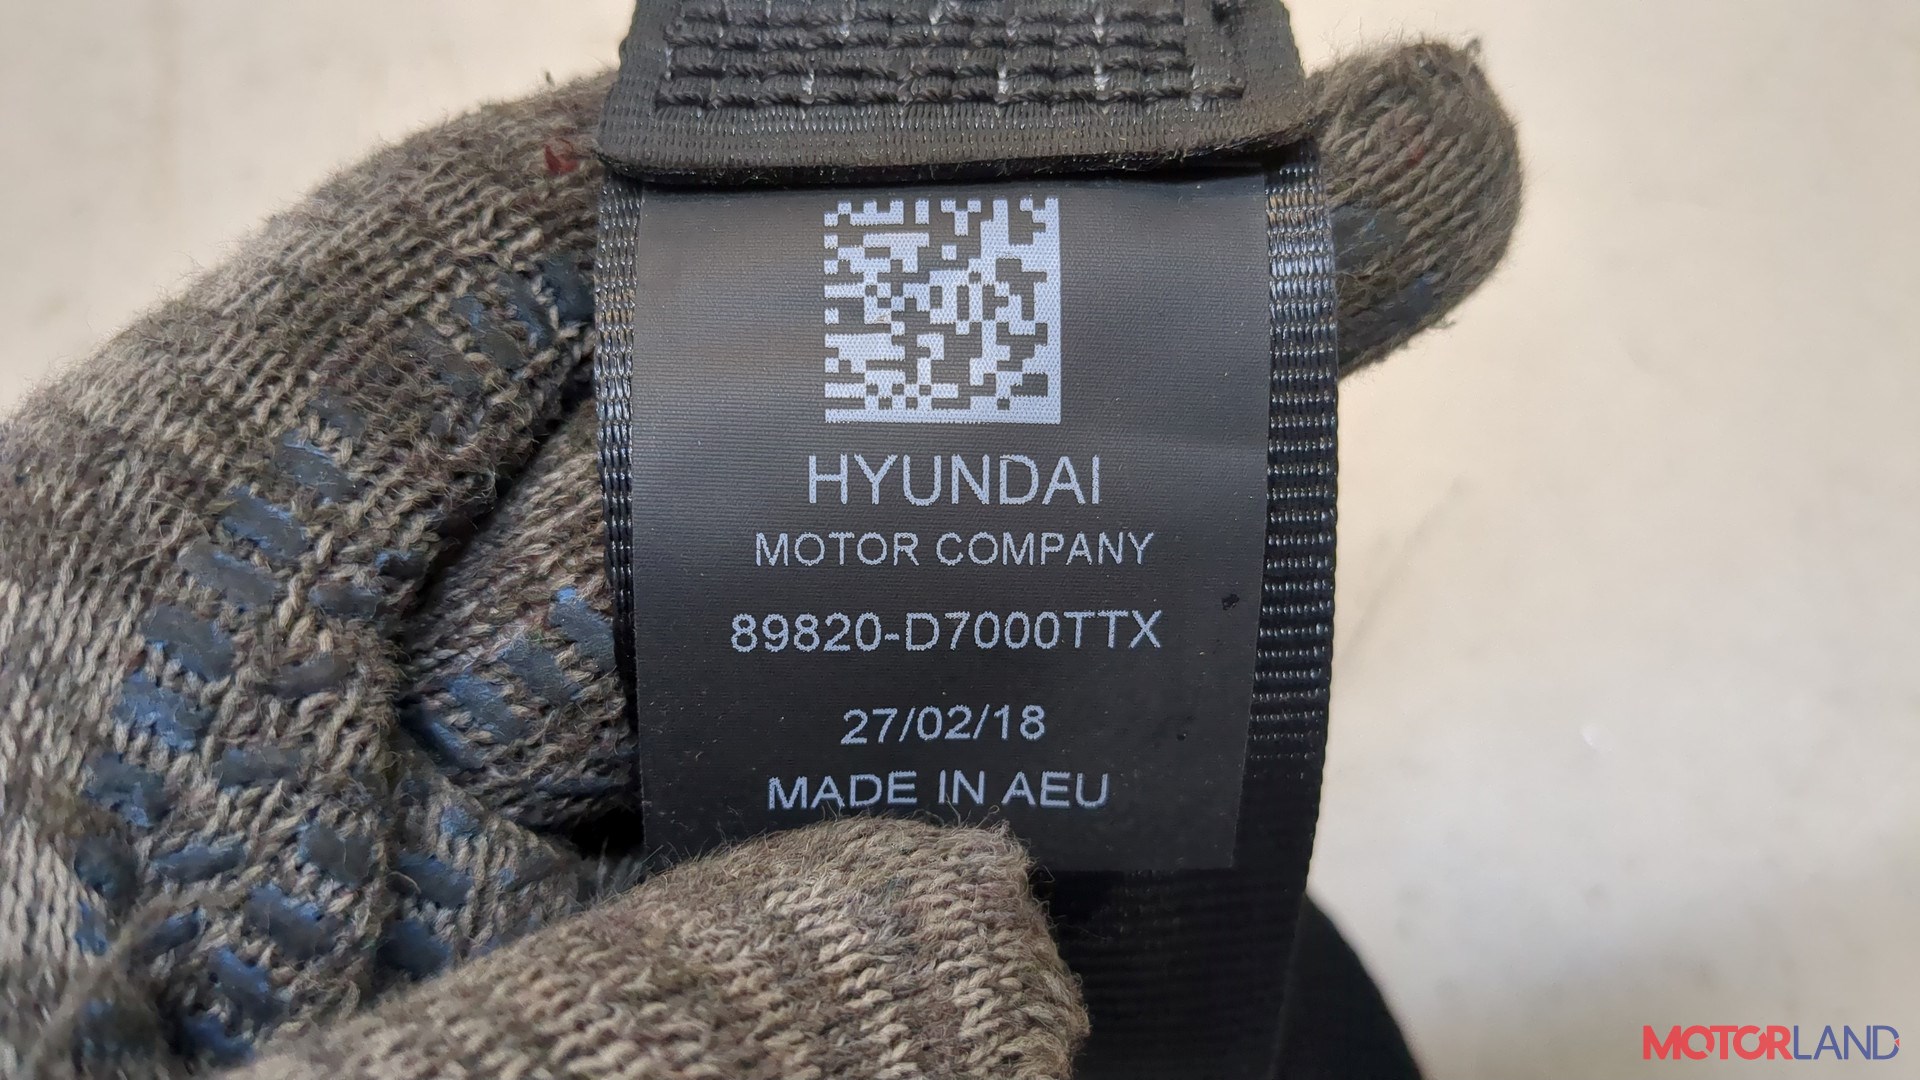 HYUNDAI
MOTOR COMPANY
89820-D7000TTX
27/02/18
MADE IN AEU
MOTORLAND